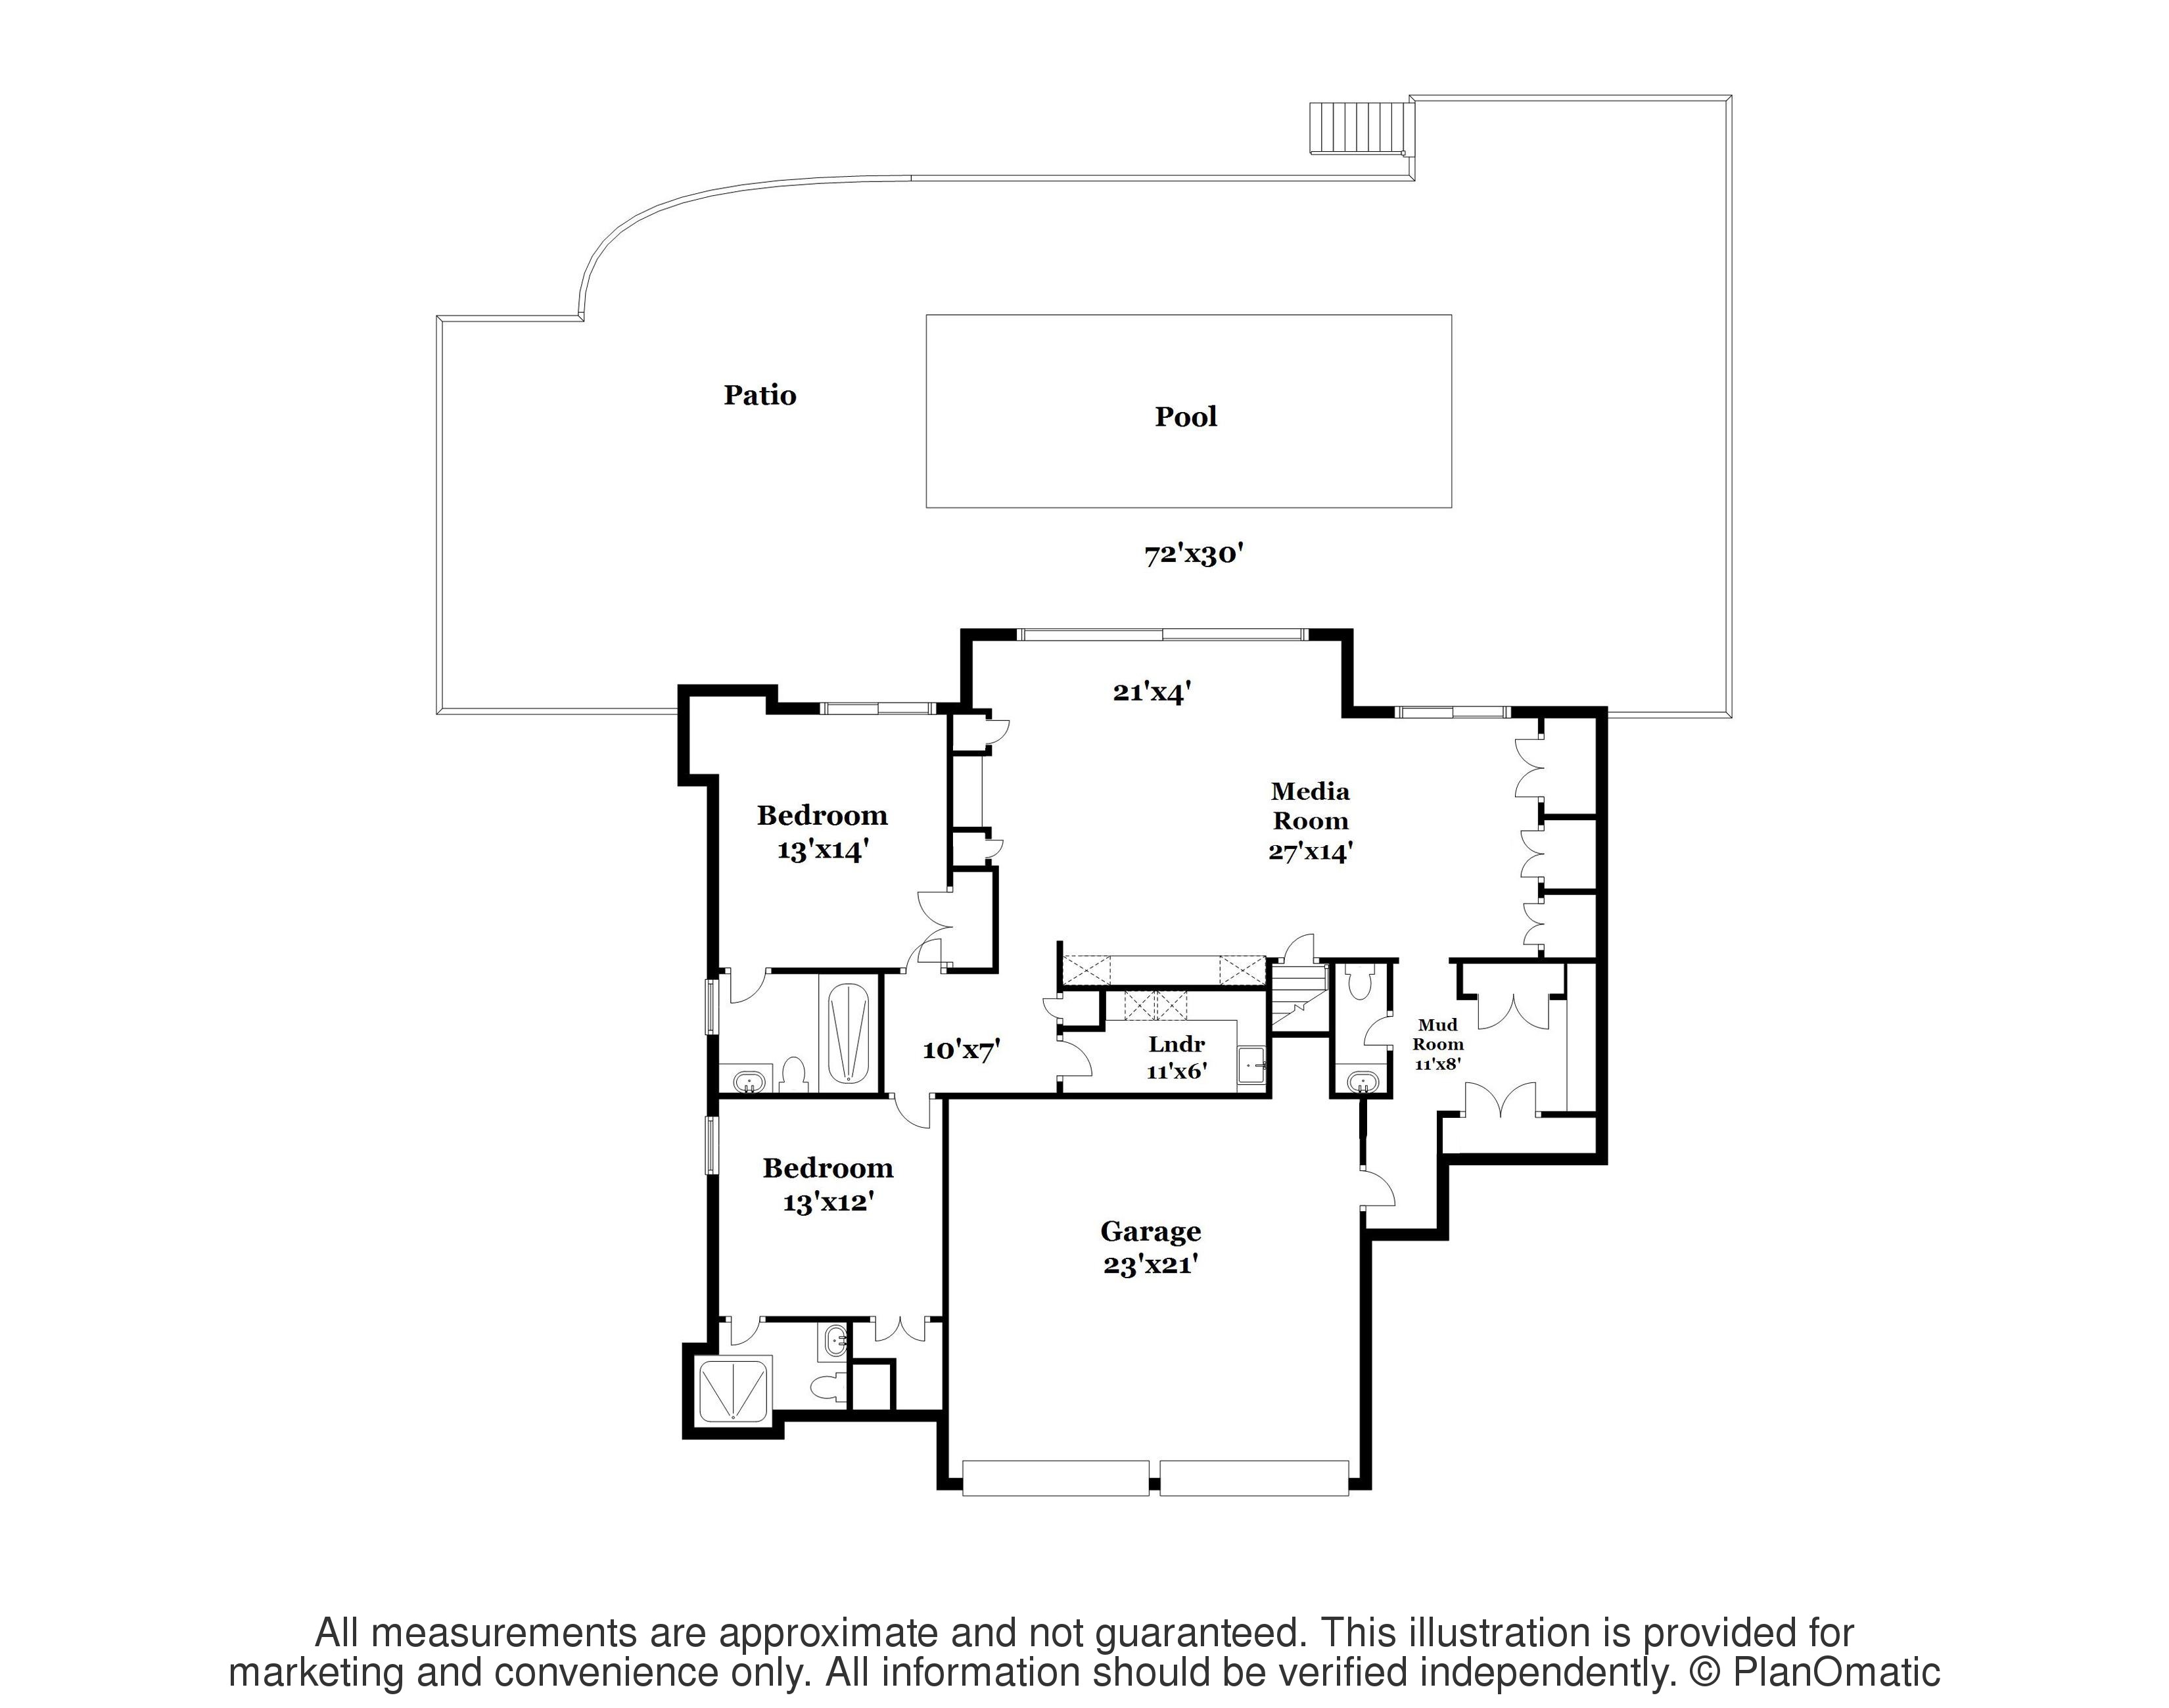 Patio
Pool
72'x30'
21'x4'
Media
Room
27'x14'
Bedroom
13'x14'
Mud
Room
11'x8'
Lndr
11'x6'
10'x7'
Bedroom
13'x12'
Garage
23'x21'
All measurements are approximate and not guaranteed. This illustration is provided for
marketing and convenience only. All information should be verified independently. © PlanOmatic